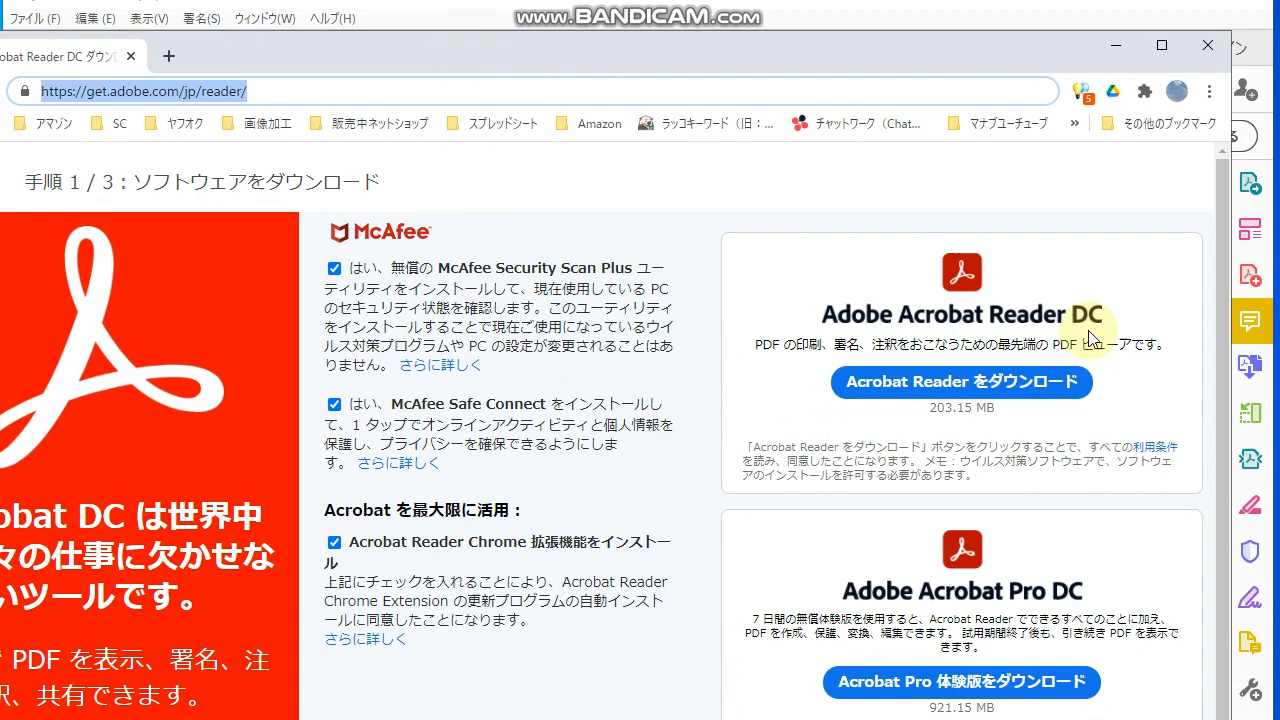 ファイル(F) 編集(E) 表示(V) 署名(S) ウィンドウ(W) ヘルプ(H)
www.BANDICAM.com
obat Reader DC ダウン
https://get.adobe.com/jp/reader/
5
アマゾン SC ヤフオク 画像加工 販売中ネットショップ スプレッドシート Amazon ラッコキーワード（旧：... チャットワーク（Chat... マナブユーチューブ » その他のブックマーク
手順 1 / 3：ソフトウェアをダウンロード
obat DC は世界中
々の仕事に欠かせな
いツールです。
PDF を表示、署名、注
釈、共有できます。
McAfee
はい、無償の McAfee Security Scan Plus ユー
ティリティをインストールして、現在使用している PC
のセキュリティ状態を確認します。このユーティリティ
をインストールすることで現在ご使用になっているウイ
ルス対策プログラムや PC の設定が変更されることはあ
りません。 さらに詳しく
はい、McAfee Safe Connect をインストールし
て、1 タップでオンラインアクティビティと個人情報を
保護し、プライバシーを確保できるようにしま
す。 さらに詳しく
Acrobat を最大限に活用：
Acrobat Reader Chrome 拡張機能をインストー
ル
上記にチェックを入れることにより、Acrobat Reader
Chrome Extension の更新プログラムの自動インスト
ールに同意したことになります。
さらに詳しく
Adobe Acrobat Reader DC
PDF の印刷、署名、注釈をおこなうための最先端の PDF ビューアです。
Acrobat Reader をダウンロード
203.15 MB
「Acrobat Reader をダウンロード」ボタンをクリックすることで、すべての利用条件
を読み、同意したことになります。 メモ：ウイルス対策ソフトウェアで、ソフトウェ
アのインストールを許可する必要があります。
Adobe Acrobat Pro DC
7 日間の無償体験版を使用すると、Acrobat Reader でできるすべてのことに加え、
PDF を作成、保護、変換、編集できます。 試用期間終了後も、引き続き PDF を表示で
きます。
Acrobat Pro 体験版をダウンロード
921.15 MB